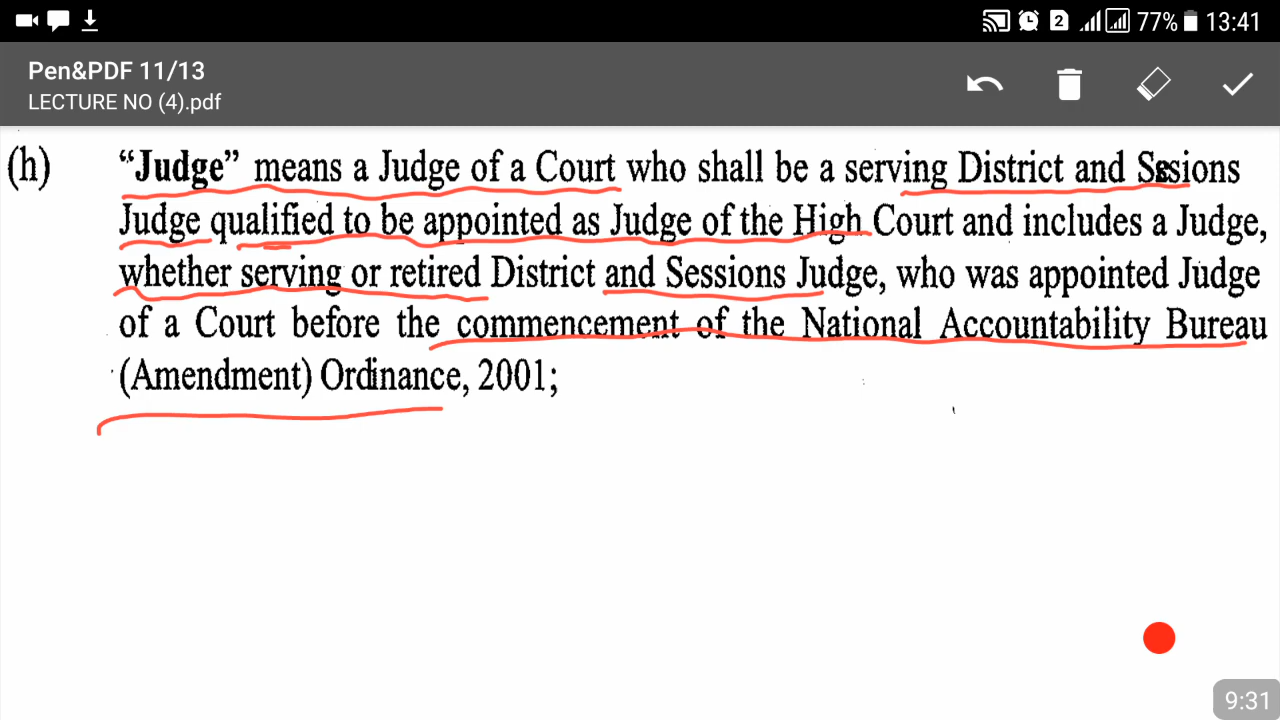 77% 13:41
Pen&PDF 11/13
LECTURE NO (4).pdf
(h) “Judge” means a Judge of a Court who shall be a serving District and Sessions
Judge qualified to be appointed as Judge of the High Court and includes a Judge,
whether serving or retired District and Sessions Judge, who was appointed Judge
of a Court before the commencement of the National Accountability Bureau
(Amendment) Ordinance, 2001;
9:31